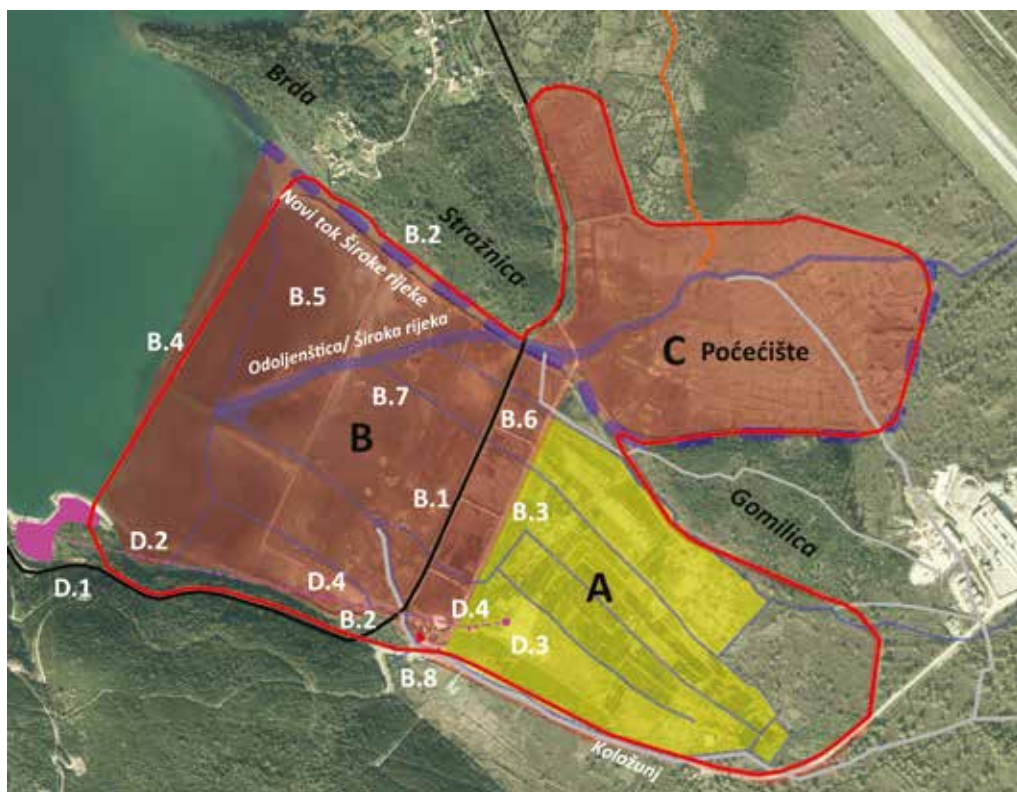 Brda
Stražnica
Novi tok Široke rijeke
B.2
B.5
B.4
Odoljenštica/ Široka rijeka
C Poćećište
B.7
B.6
B
B.1
B.3
Gomilica
D.2
D.1
D.4
B.2
D.4
A
D.3
B.8
Koložunj